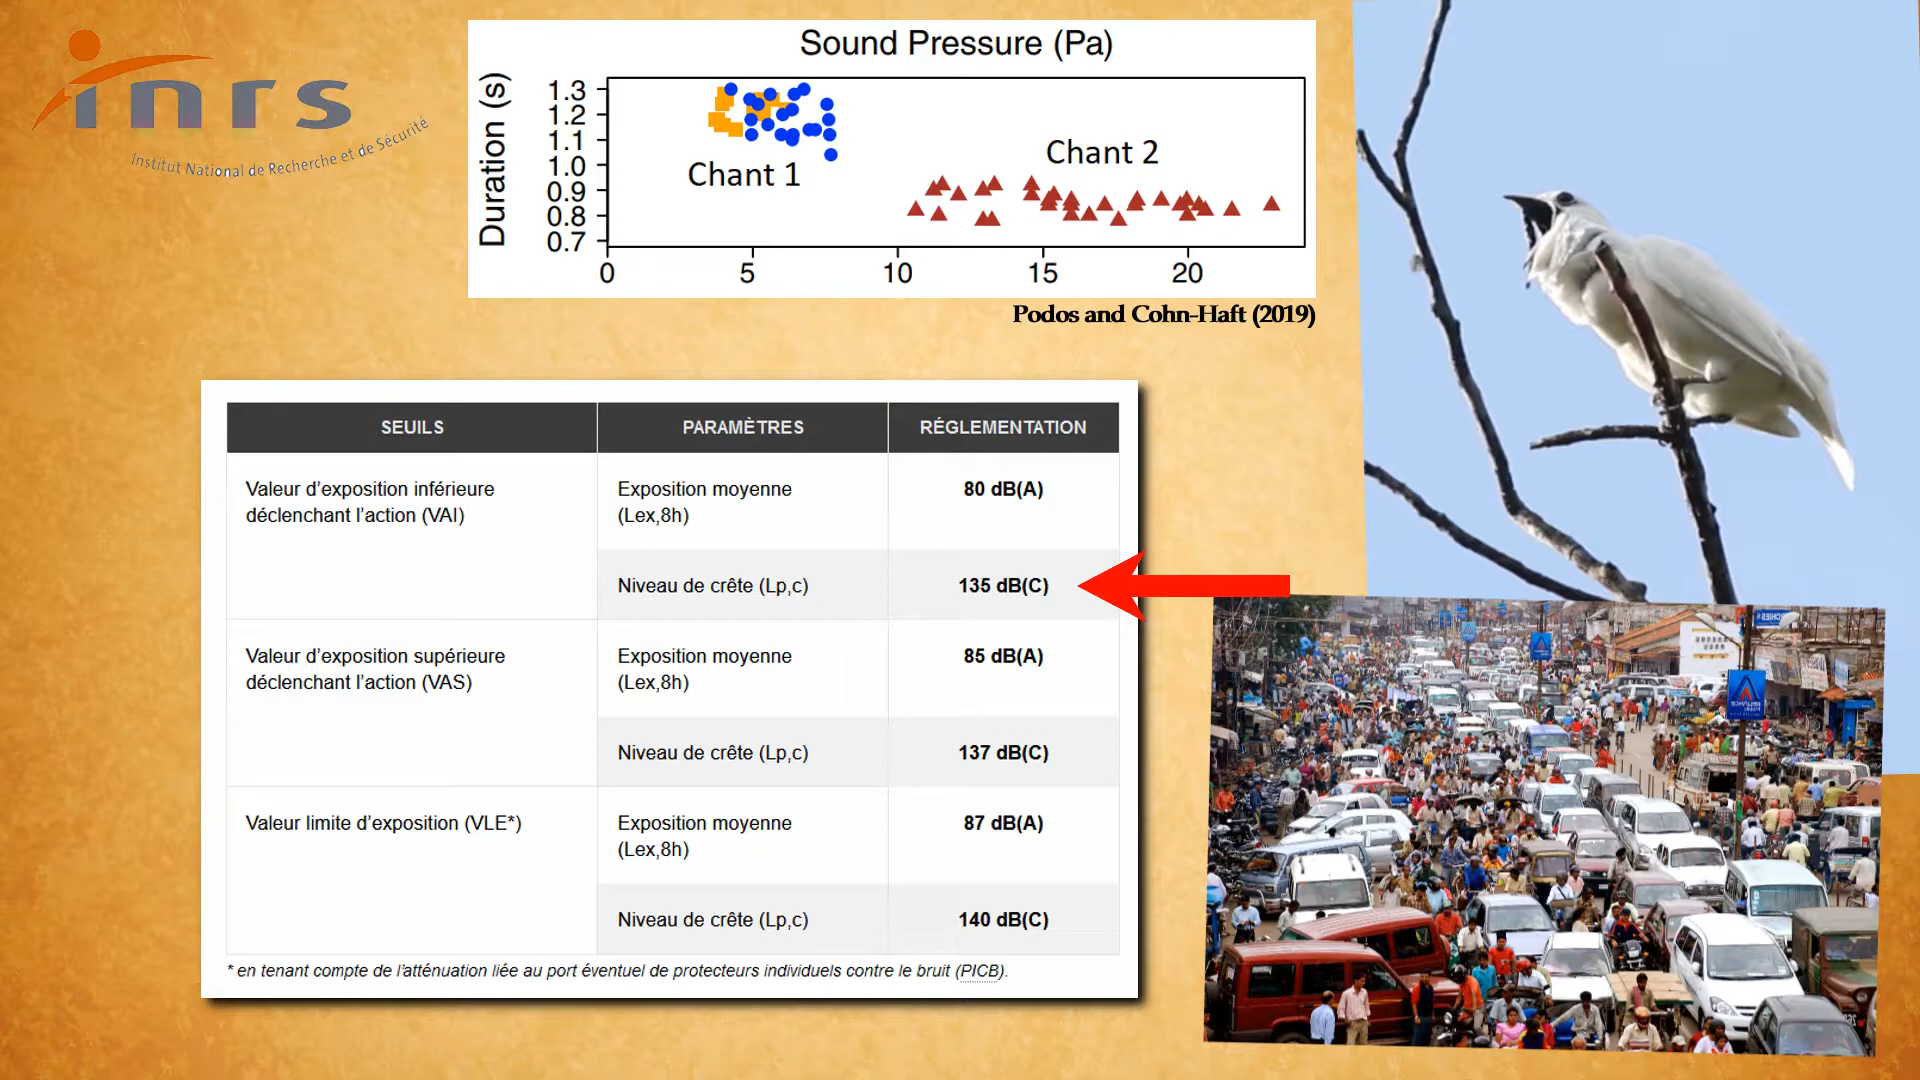 inrs
Institut National de Recherche et de Sécurité
Sound Pressure (Pa)
Duration (s)
1.3
1.2
1.1
1.0
0.9
0.8
0.7
Chant 1
Chant 2
0 5 10 15 20
Podos and Cohn-Haft (2019)
SEUILS PARAMÈTRES RÉGLEMENTATION
Valeur d'exposition inférieure
déclenchant l'action (VAI)
Exposition moyenne
(Lex,8h)
80 dB(A)
Niveau de crête (Lp,c) 135 dB(C)
Valeur d'exposition supérieure
déclenchant l'action (VAS)
Exposition moyenne
(Lex,8h)
85 dB(A)
Niveau de crête (Lp,c) 137 dB(C)
Valeur limite d'exposition (VLE*)
Exposition moyenne
(Lex,8h)
87 dB(A)
Niveau de crête (Lp,c) 140 dB(C)
* en tenant compte de l'atténuation liée au port éventuel de protecteurs individuels contre le bruit (PICB).